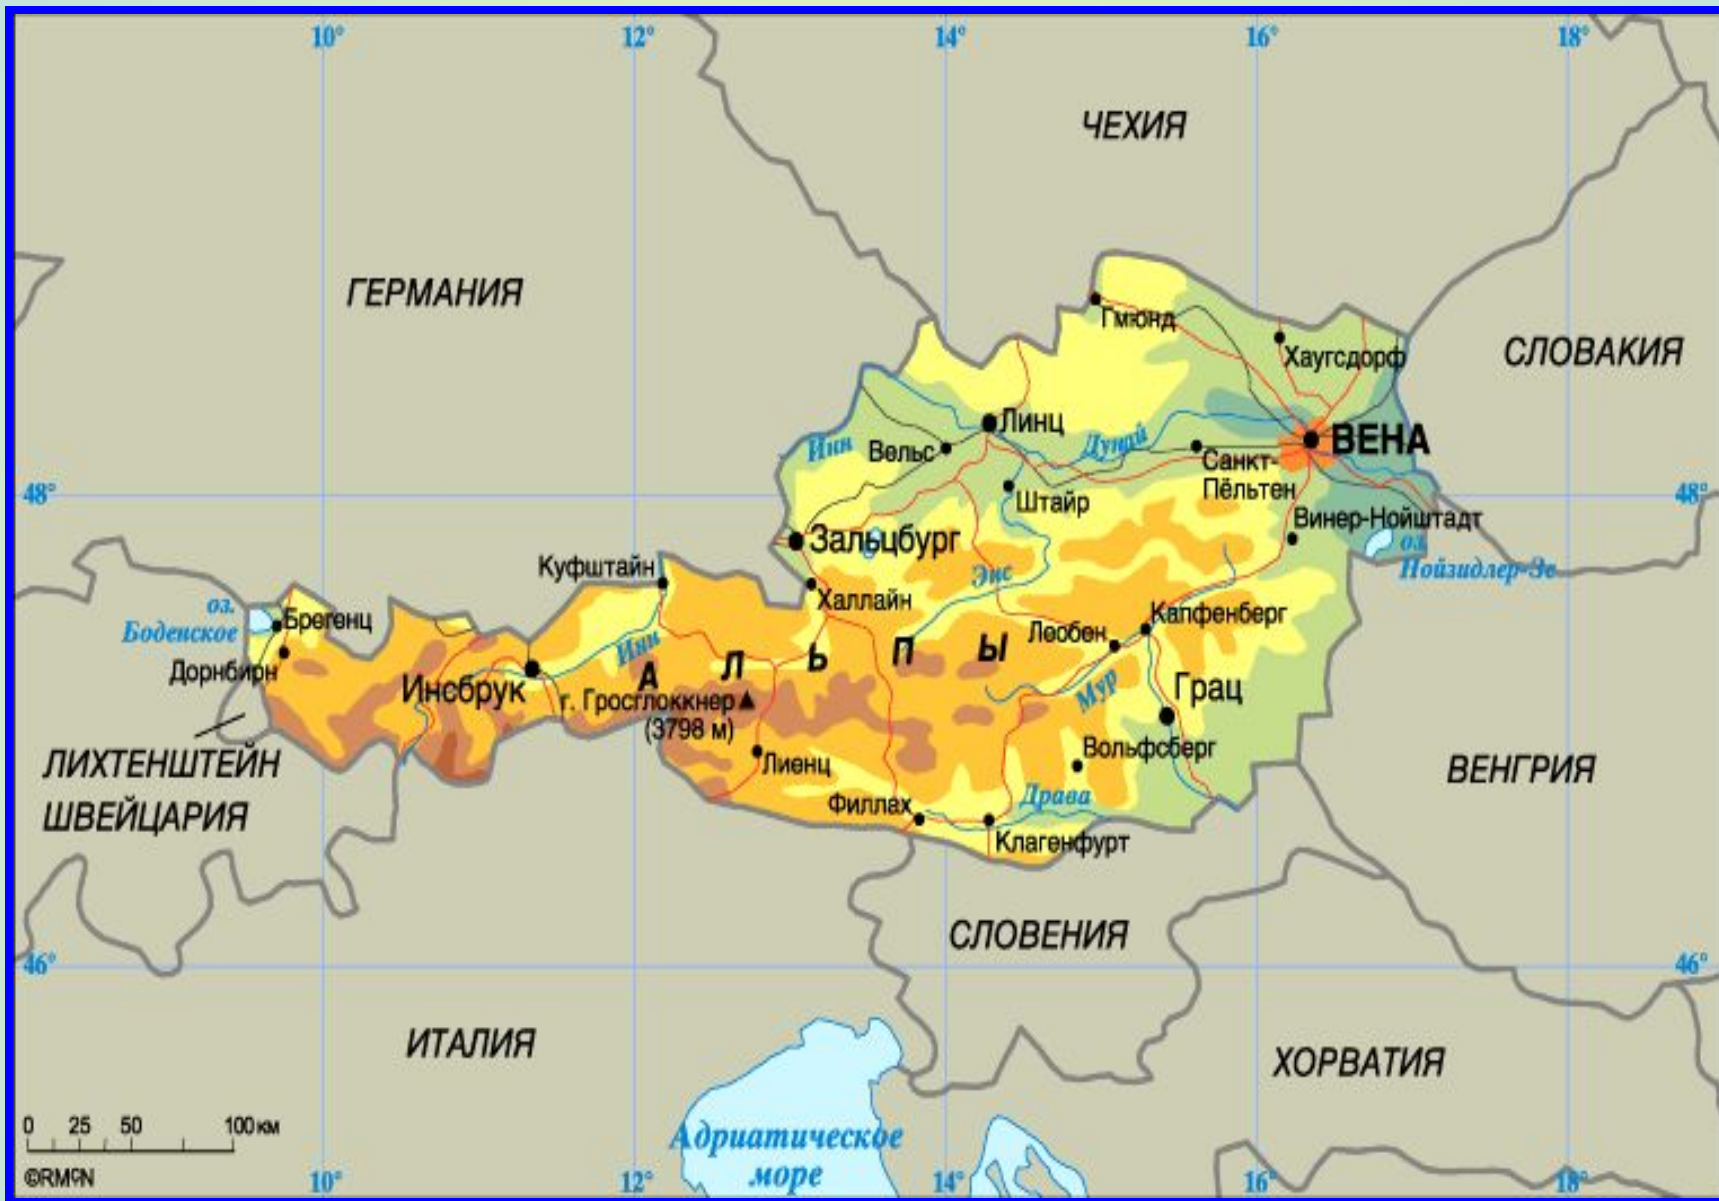 10°
12°
14°
16°
18°
ЧЕХИЯ
ГЕРМАНИЯ
Гмюнд
Хаугсдорф
СЛОВАКИЯ
Линц
ВЕНА
Инн
Вельс
Дунай
Санкт-
Пёльтен
48°
48°
Штайр
Винер-Нойштадт
Зальцбург
оз.
Нойзидлер-Зе
Куфштайн
Энс
Халлайн
оз.
Боденское
Брегенц
Капфенберг
Леобен
Инн
АЛЬПЫ
Дорнбирн
Инсбрук
Мур
Грац
г. Гросглоккнер
(3798 м)
Лиенц
Вольфсберг
ЛИХТЕНШТЕЙН
ШВЕЙЦАРИЯ
ВЕНГРИЯ
Филлах
Драва
Клагенфурт
СЛОВЕНИЯ
46°
46°
ИТАЛИЯ
ХОРВАТИЯ
0 25 50 100 км
Адриатическое
море
©RMCN
10°
12°
14°
16°
18°